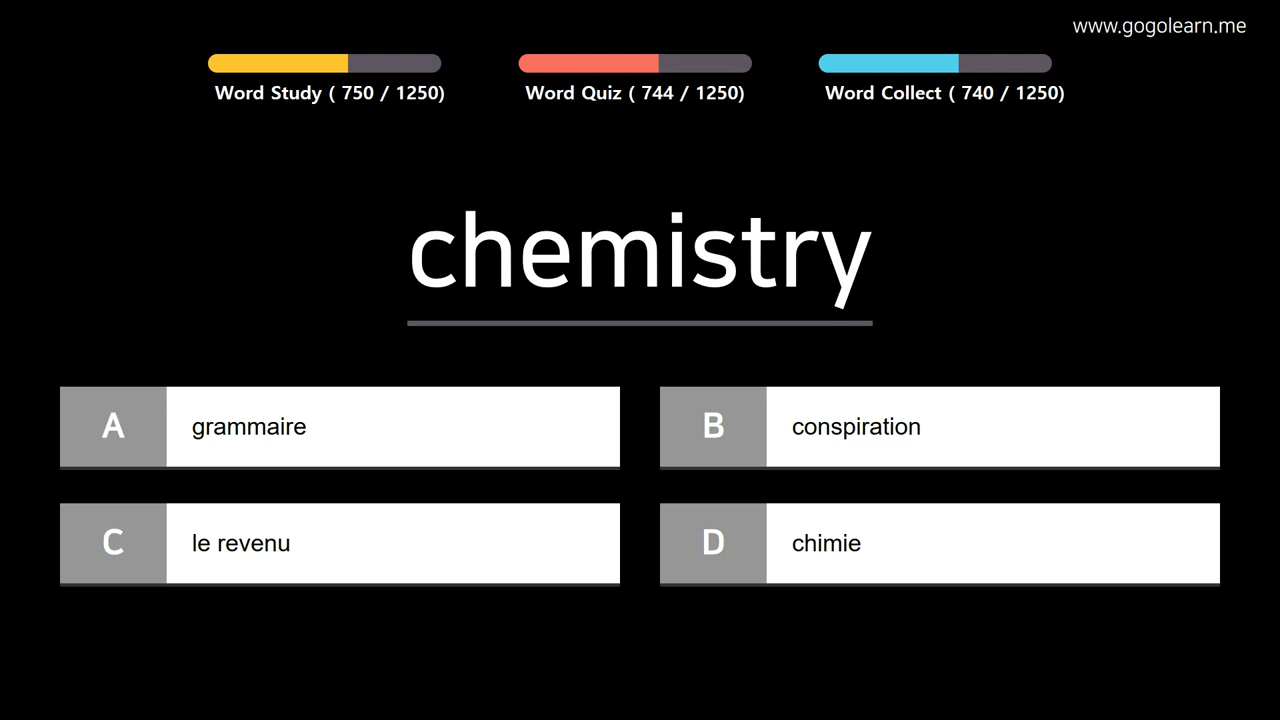 www.gogolearn.me
Word Study ( 750 / 1250)
Word Quiz ( 744 / 1250)
Word Collect ( 740 / 1250)
chemistry
A grammaire
B conspiration
C le revenu
D chimie